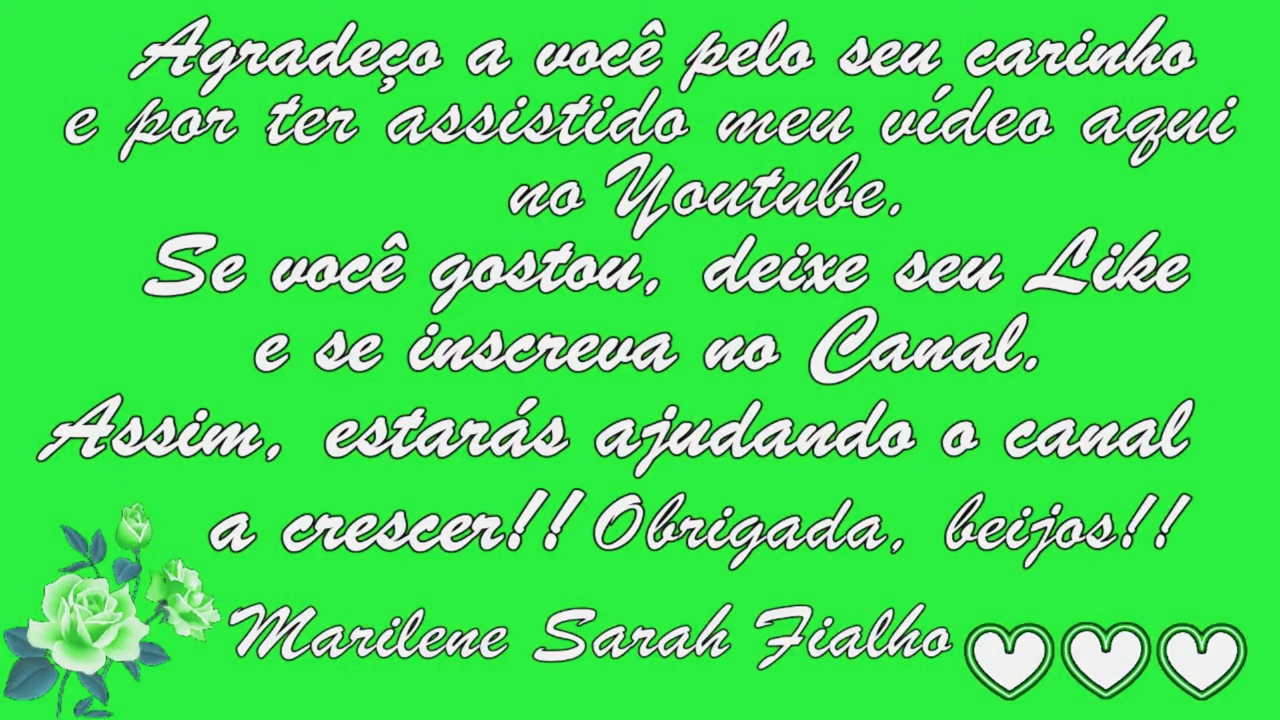 Agradeço a você pelo seu carinho
e por ter assistido meu vídeo aqui
no Youtube.
Se você gostou, deixe seu Like
e se inscreva no Canal.
Assim, estarás ajudando o canal
a crescer!! Obrigada, beijos!!
Marilene Sarah Fialho